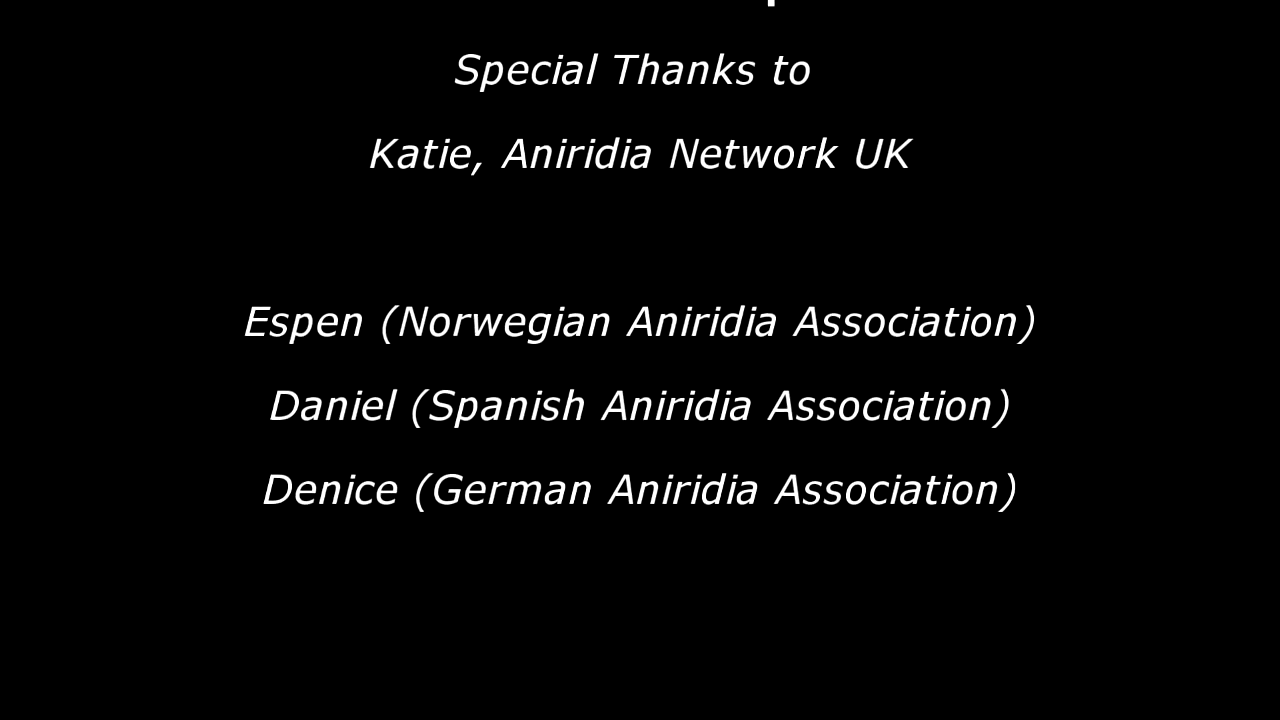 Special Thanks to
Katie, Aniridia Network UK
Espen (Norwegian Aniridia Association)
Daniel (Spanish Aniridia Association)
Denice (German Aniridia Association)